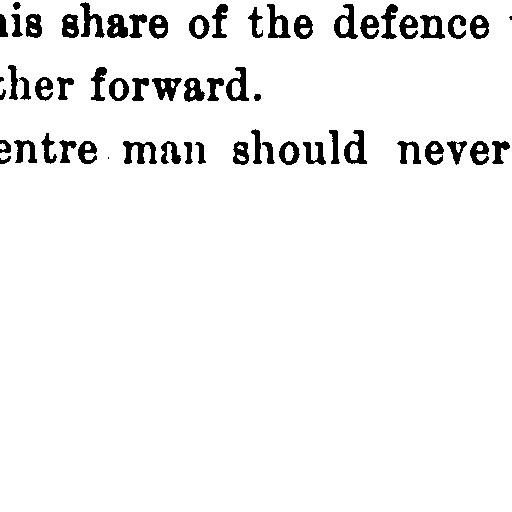 his share of the defence
ther forward.
entre man should never